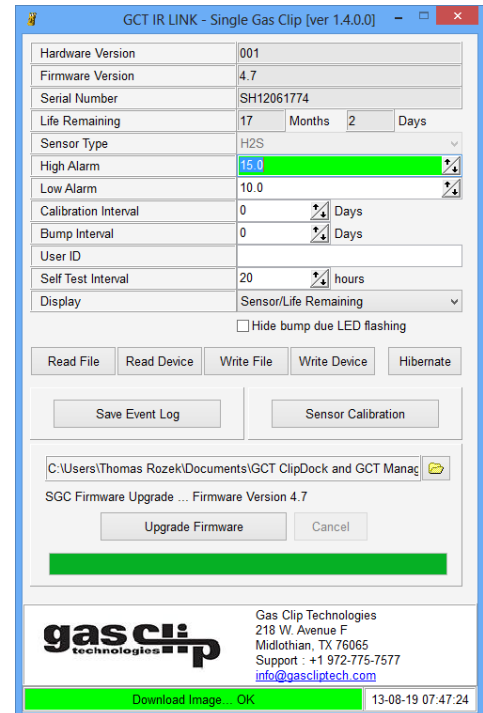 GCT IR LINK - Single Gas Clip [ver 1.4.0.0]
Hardware Version 001
Firmware Version 4.7
Serial Number SH12061774
Life Remaining 17 Months 2 Days
Sensor Type H2S
High Alarm 15.0
Low Alarm 10.0
Calibration Interval 0 Days
Bump Interval 0 Days
User ID
Self Test Interval 20 hours
Display Sensor/Life Remaining
Hide bump due LED flashing
Read File Read Device Write File Write Device Hibernate
Save Event Log Sensor Calibration
C:\Users\Thomas Rozek\Documents\GCT ClipDock and GCT Manag
SGC Firmware Upgrade ... Firmware Version 4.7
Upgrade Firmware Cancel
gas clip
technologies
Gas Clip Technologies
218 W. Avenue F
Midlothian, TX 76065
Support : +1 972-775-7577
info@gascliptech.com
Download Image... OK 13-08-19 07:47:24